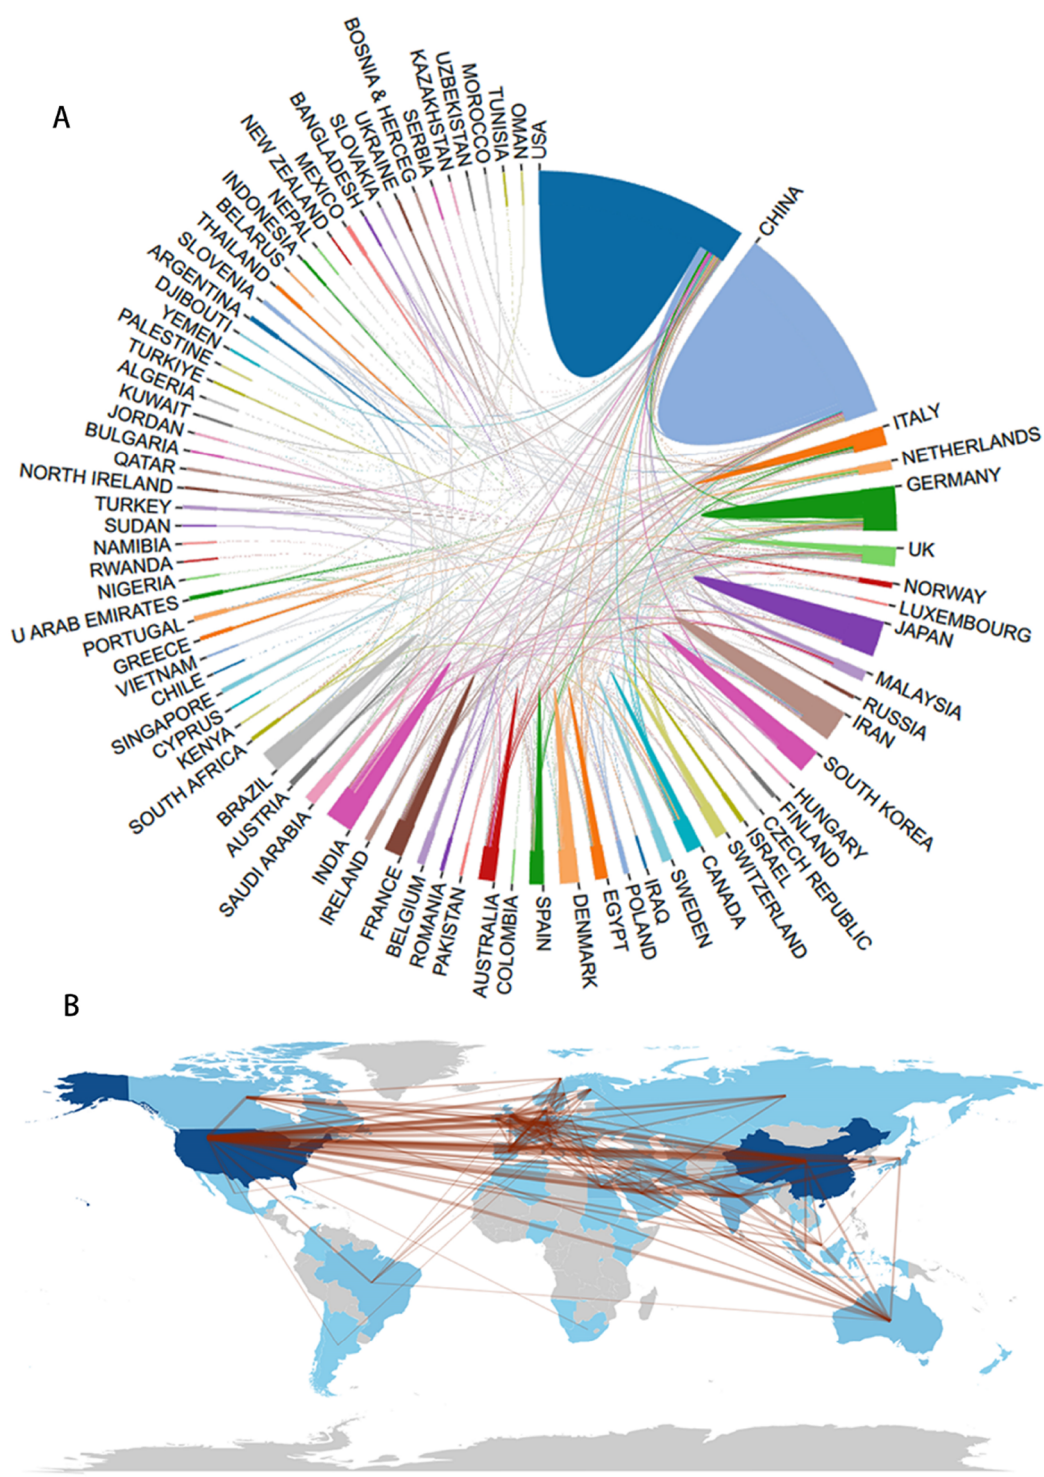 A
USA
CHINA
ITALY
NETHERLANDS
GERMANY
UK
NORWAY
LUXEMBOURG
JAPAN
MALAYSIA
RUSSIA
IRAN
SOUTH KOREA
HUNGARY
FINLAND
CZECH REPUBLIC
ISRAEL
SWITZERLAND
CANADA
SWEDEN
IRAQ
POLAND
EGYPT
DENMARK
SPAIN
COLOMBIA
AUSTRALIA
PAKISTAN
ROMANIA
BELGIUM
FRANCE
IRELAND
INDIA
SAUDI ARABIA
AUSTRIA
BRAZIL
SOUTH AFRICA
KENYA
CYPRUS
SINGAPORE
CHILE
VIETNAM
GREECE
PORTUGAL
U ARAB EMIRATES
NIGERIA
RWANDA
NAMIBIA
SUDAN
TURKEY
NORTH IRELAND
QATAR
BULGARIA
JORDAN
KUWAIT
ALGERIA
TURKIYE
PALESTINE
YEMEN
DJIBOUTI
ARGENTINA
SLOVENIA
THAILAND
BELARUS
INDONESIA
NEPAL
NEW ZEALAND
MEXICO
BANGLADESH
SLOVAKIA
UKRAINE
BOSNIA & HERCEG
SERBIA
KAZAKHSTAN
UZBEKISTAN
MOROCCO
TUNISIA
OMAN
B